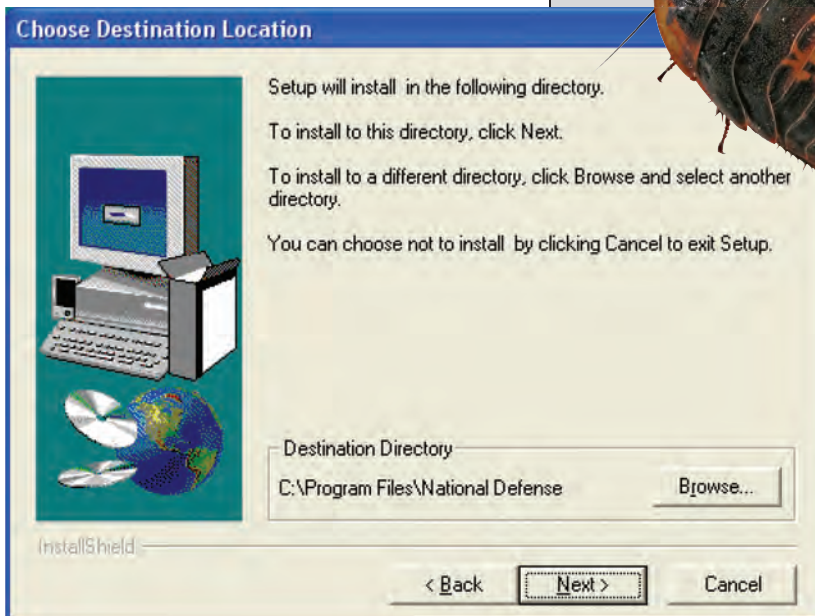 Choose Destination Location
Setup will install in the following directory.
To install to this directory, click Next.
To install to a different directory, click Browse and select another
directory.
You can choose not to install by clicking Cancel to exit Setup.
Destination Directory
C:\Program Files\National Defense
Browse...
InstallShield
< Back
Next >
Cancel